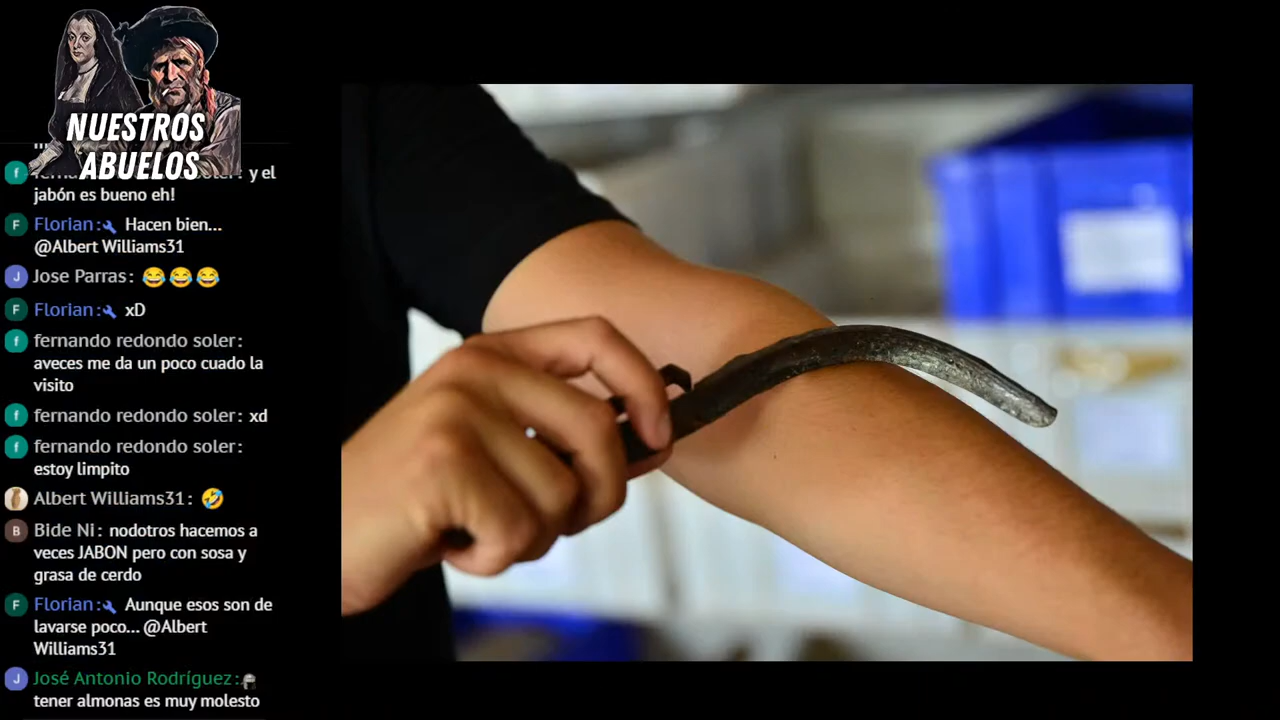 NUESTROS
ABUELOS
y el
jabón es bueno eh!
Florian: Hacen bien...
@Albert Williams31
Jose Parras: 😂😂😂
Florian: xD
fernando redondo soler:
aveces me da un poco cuado la
visito
fernando redondo soler: xd
fernando redondo soler:
estoy limpito
Albert Williams31: 🤣
Bide Ni: nodotros hacemos a
veces JABON pero con sosa y
grasa de cerdo
Florian: Aunque esos son de
lavarse poco... @Albert
Williams31
José Antonio Rodríguez:
tener almonas es muy molesto